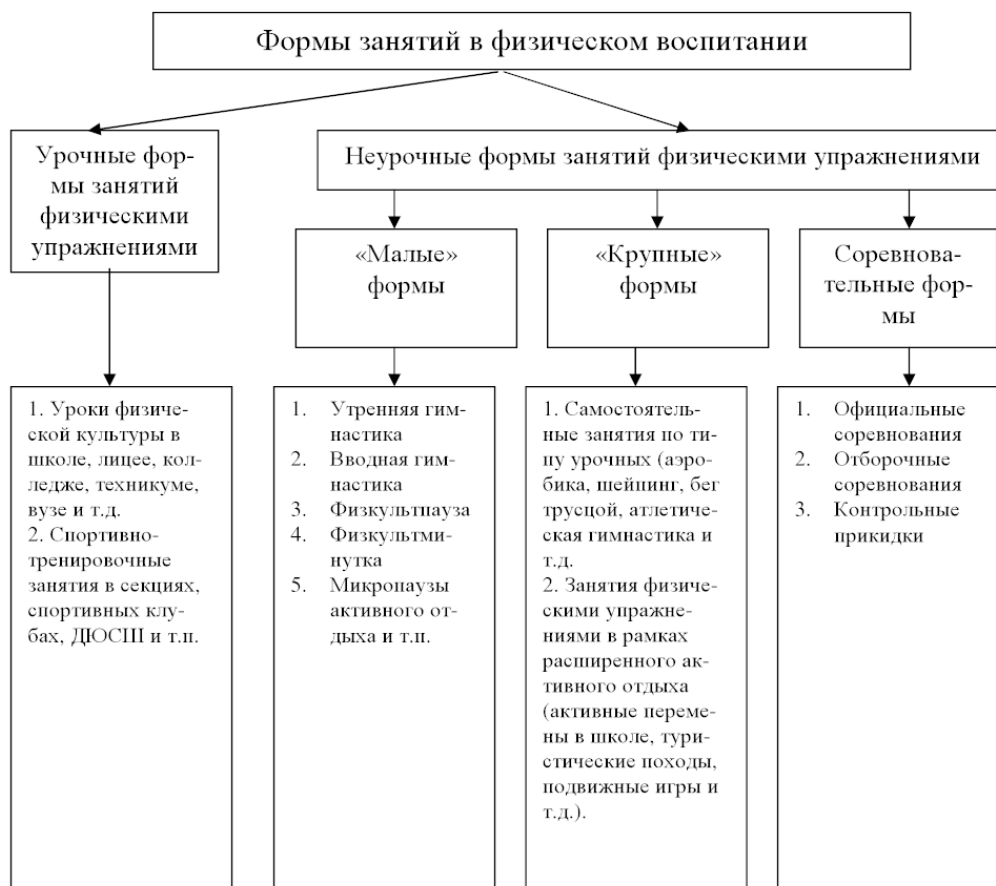 Формы занятий в физическом воспитании
Урочные фор-
мы занятий
физическими
упражнениями
Неурочные формы занятий физическими упражнениями
«Малые»
формы
«Крупные»
формы
Соревнова-
тельные фор-
мы
1. Уроки физиче-
ской культуры в
школе, лицее, кол-
ледже, техникуме,
вузе и т.д.
2. Спортивно-
тренировочные
занятия в секциях,
спортивных клу-
бах, ДЮСШ и т.п.
1. Утренняя гим-
настика
2. Вводная гим-
настика
3. Физкультпауза
4. Физкультми-
нутка
5. Микропаузы
активного от-
дыха и т.п.
1. Самостоятель-
ные занятия по ти-
пу урочных (аэро-
бика, шейпинг, бег
трусцой, атлетиче-
ская гимнастика и
т.д.
2. Занятия физиче-
скими упражне-
ниями в рамках
расширенного ак-
тивного отдыха
(активные переме-
ны в школе, тури-
стические походы,
подвижные игры и
т.д.).
1. Официальные
соревнования
2. Отборочные
соревнования
3. Контрольные
прикидки